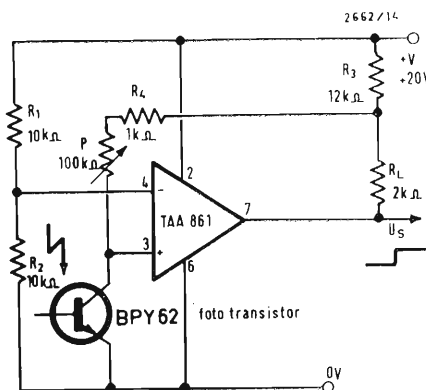 2662/14
+V
+20V
R3
12kΩ
R1
10kΩ
R4
1kΩ
P
100kΩ
RL
2kΩ
2
4
-
TAA 861
7
3
+
6
US
R2
10kΩ
BPY62
foto transistor
0V